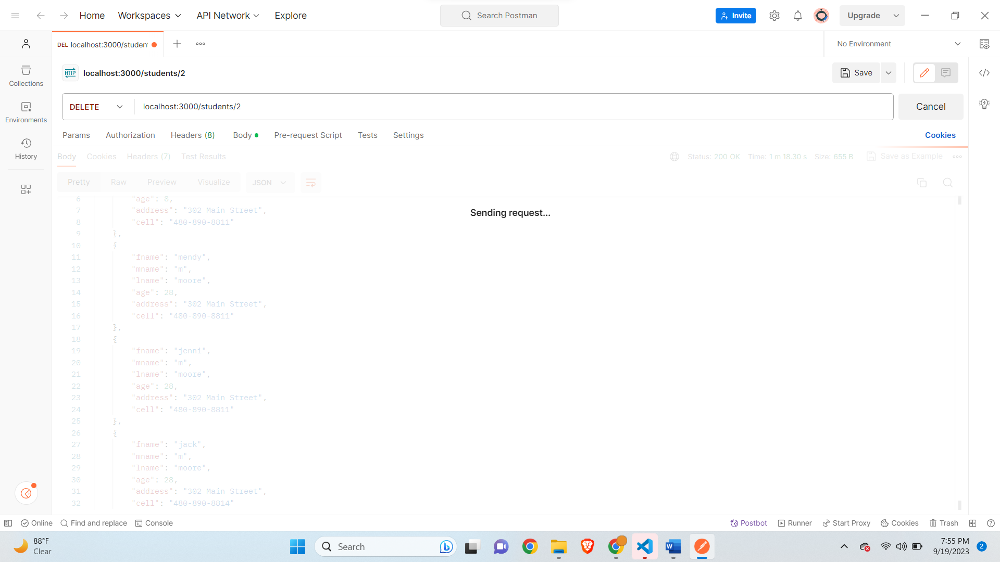 Home Workspaces API Network Explore Search Postman Invite Upgrade
DEL localhost:3000/studen No Environment
HTTP localhost:3000/students/2 Save
DELETE localhost:3000/students/2 Cancel
Params Authorization Headers (8) Body Pre-request Script Tests Settings Cookies
Body Cookies Headers (7) Test Results Status: 200 OK Time: 1 m 18.30 s Size: 655 B Save as Example
Pretty Raw Preview Visualize JSON
Collections
Environments
History
Sending request...
6 "age": 8,
7 "address": "302 Main Street",
8 "cell": "480-890-8811"
9 },
10 {
11 "fname": "mendy",
12 "mname": "m",
13 "lname": "moore",
14 "age": 28,
15 "address": "302 Main Street",
16 "cell": "480-890-8811"
17 },
18 {
19 "fname": "jenni",
20 "mname": "m",
21 "lname": "moore",
22 "age": 28,
23 "address": "302 Main Street",
24 "cell": "480-890-8811"
25 },
26 {
27 "fname": "jack",
28 "mname": "m",
29 "lname": "moore",
30 "age": 28,
31 "address": "302 Main Street",
32 "cell": "480-890-8814"
Online Find and replace Console Postbot Runner Start Proxy Cookies Trash
88°F
Clear
Search
7:55 PM
9/19/2023
2